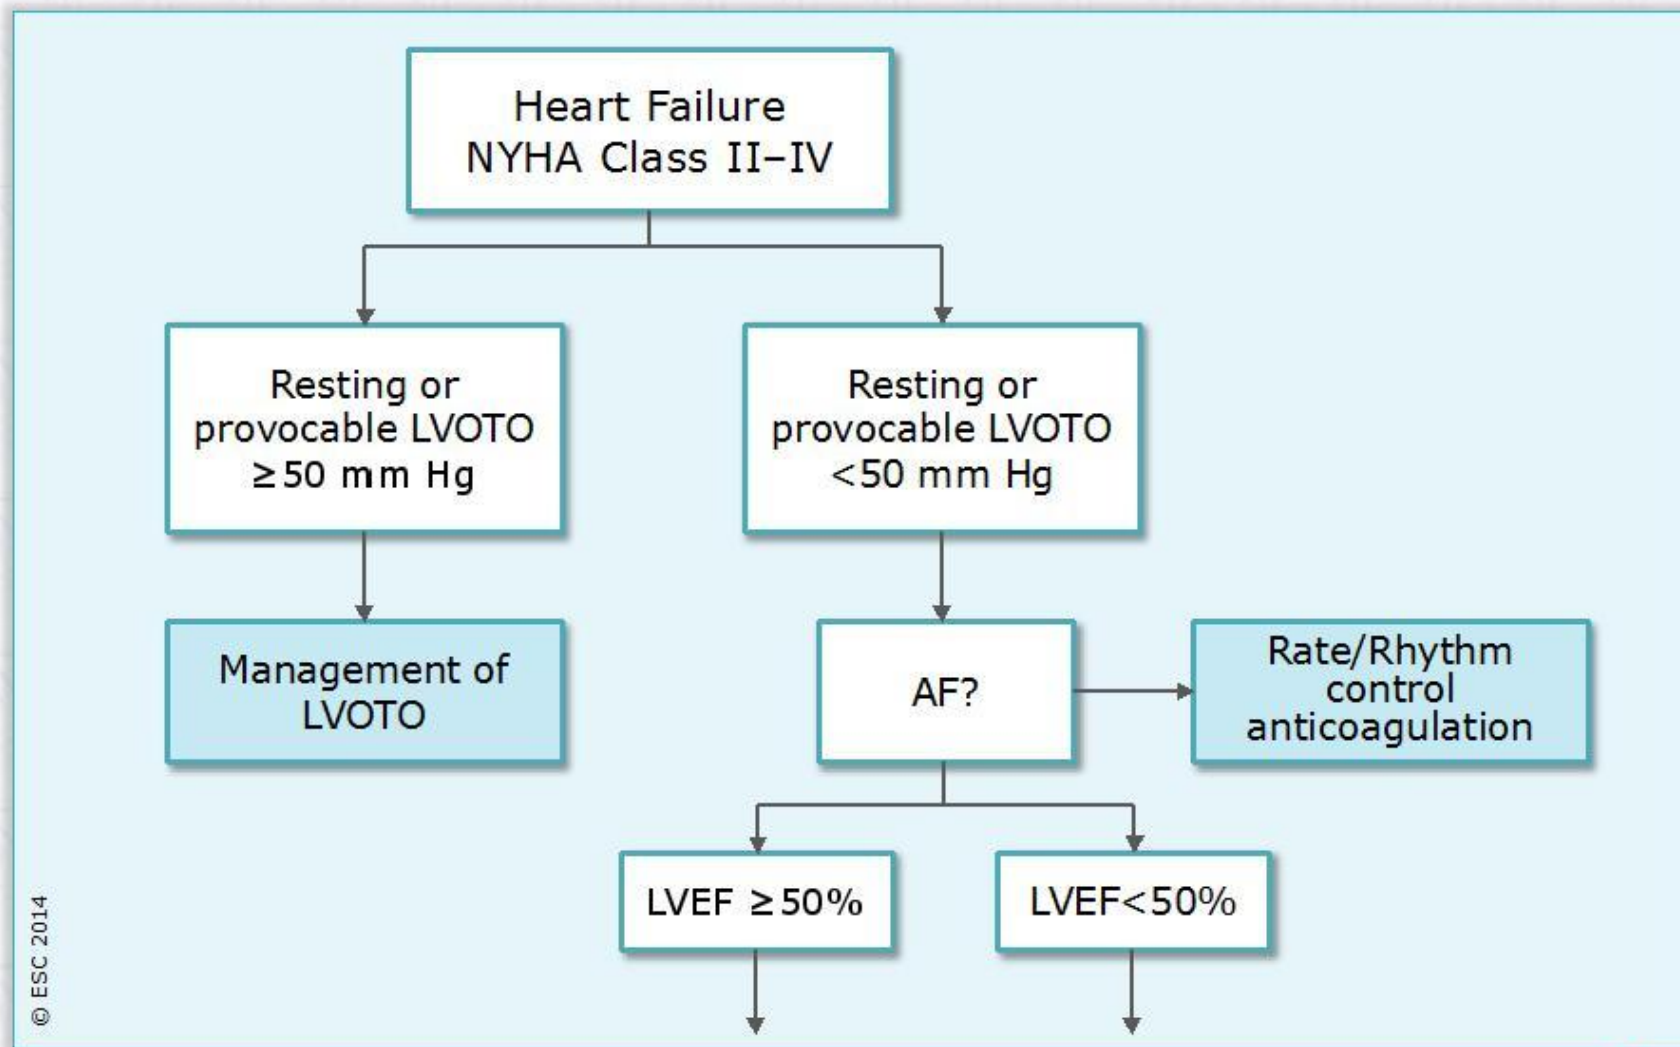 Heart Failure
NYHA Class II–IV
Resting or
provocable LVOTO
≥50 mm Hg
Resting or
provocable LVOTO
<50 mm Hg
Management of
LVOTO
AF?
Rate/Rhythm
control
anticoagulation
LVEF ≥50%
LVEF<50%
© ESC 2014